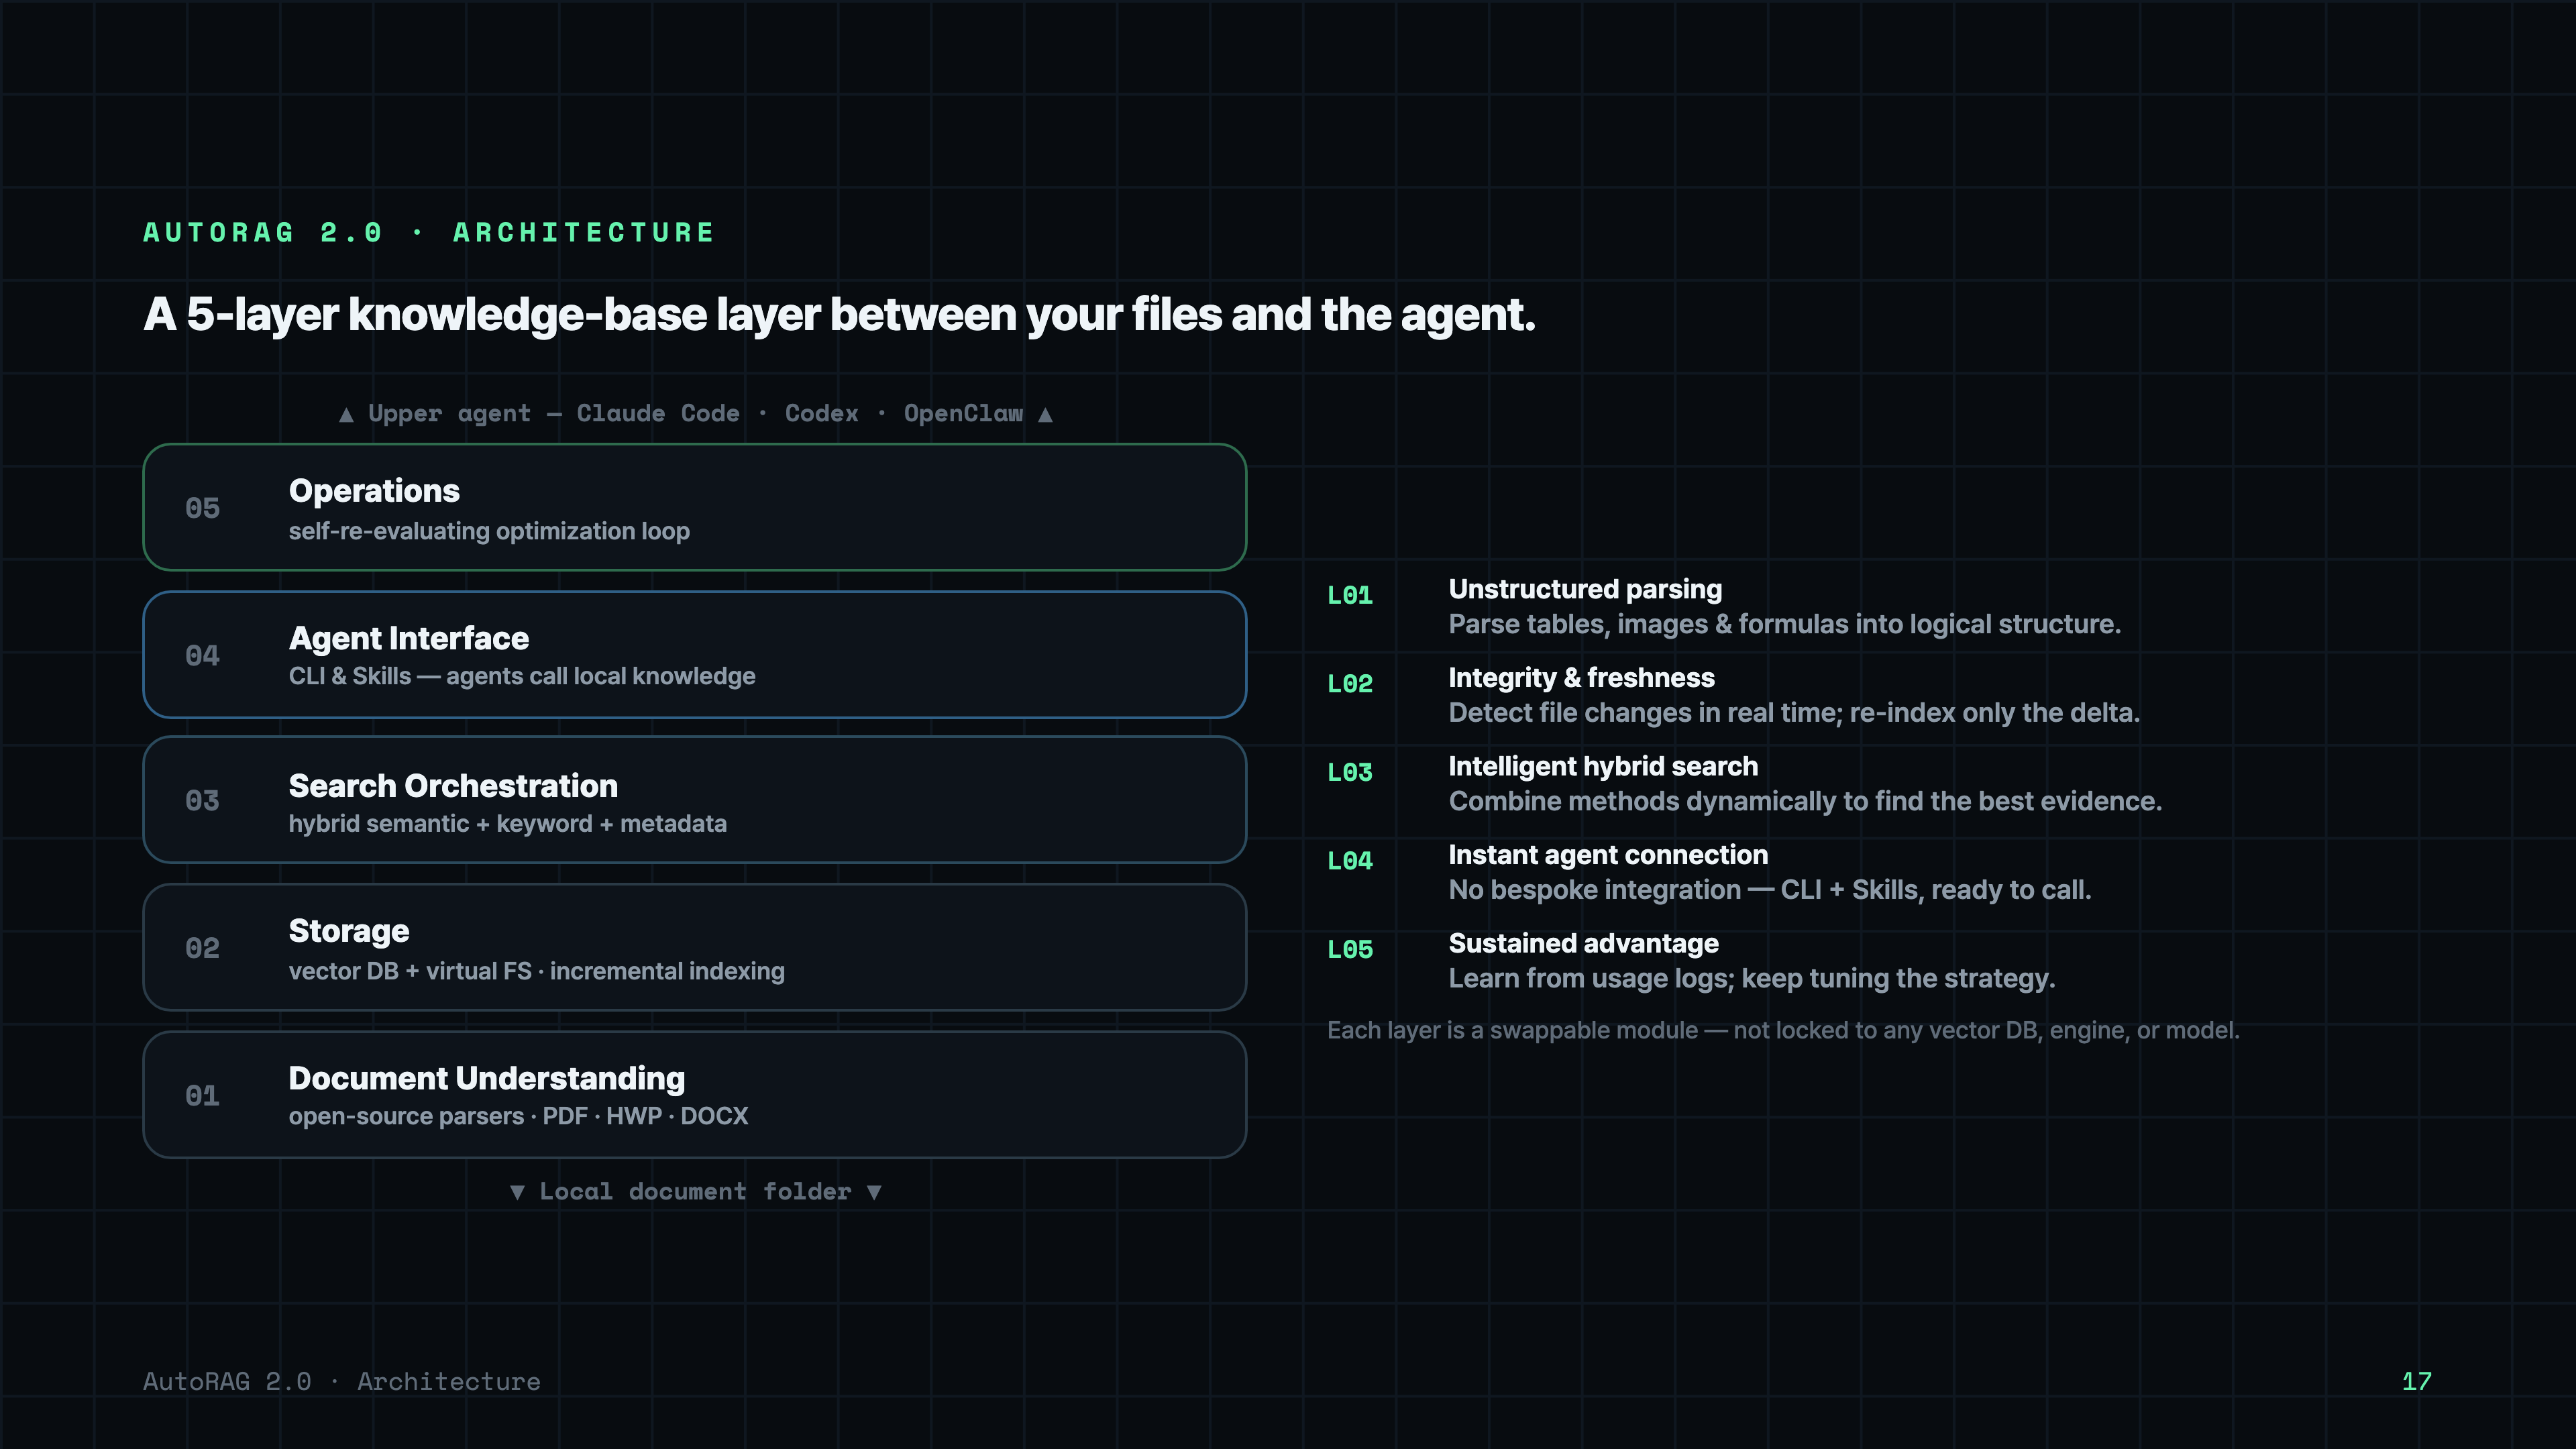 AUTORAG 2.0 · ARCHITECTURE
A 5-layer knowledge-base layer between your files and the agent.
▲ Upper agent — Claude Code · Codex · OpenClaw ▲
05
Operations
self-re-evaluating optimization loop
04
Agent Interface
CLI & Skills — agents call local knowledge
03
Search Orchestration
hybrid semantic + keyword + metadata
02
Storage
vector DB + virtual FS · incremental indexing
01
Document Understanding
open-source parsers · PDF · HWP · DOCX
▼ Local document folder ▼
L01
Unstructured parsing
Parse tables, images & formulas into logical structure.
L02
Integrity & freshness
Detect file changes in real time; re-index only the delta.
L03
Intelligent hybrid search
Combine methods dynamically to find the best evidence.
L04
Instant agent connection
No bespoke integration — CLI + Skills, ready to call.
L05
Sustained advantage
Learn from usage logs; keep tuning the strategy.
Each layer is a swappable module — not locked to any vector DB, engine, or model.
AutoRAG 2.0 · Architecture
17